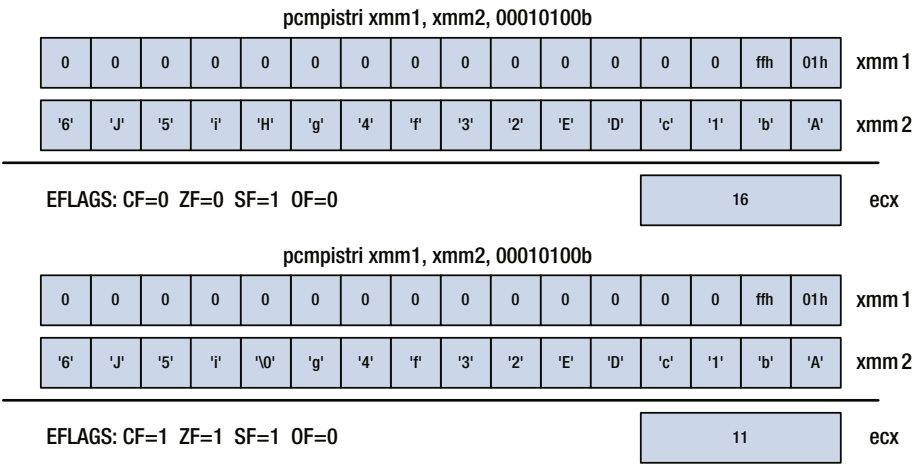 pcmpistri xmm1, xmm2, 00010100b
0 0 0 0 0 0 0 0 0 0 0 0 0 0 ffh 01h xmm1
'6' 'J' '5' 'i' 'H' 'g' '4' 'f' '3' '2' 'E' 'D' 'c' '1' 'b' 'A' xmm2
EFLAGS: CF=0 ZF=0 SF=1 OF=0 16 ecx
pcmpistri xmm1, xmm2, 00010100b
0 0 0 0 0 0 0 0 0 0 0 0 0 0 ffh 01h xmm1
'6' 'J' '5' 'i' '\0' 'g' '4' 'f' '3' '2' 'E' 'D' 'c' '1' 'b' 'A' xmm2
EFLAGS: CF=1 ZF=1 SF=1 OF=0 11 ecx